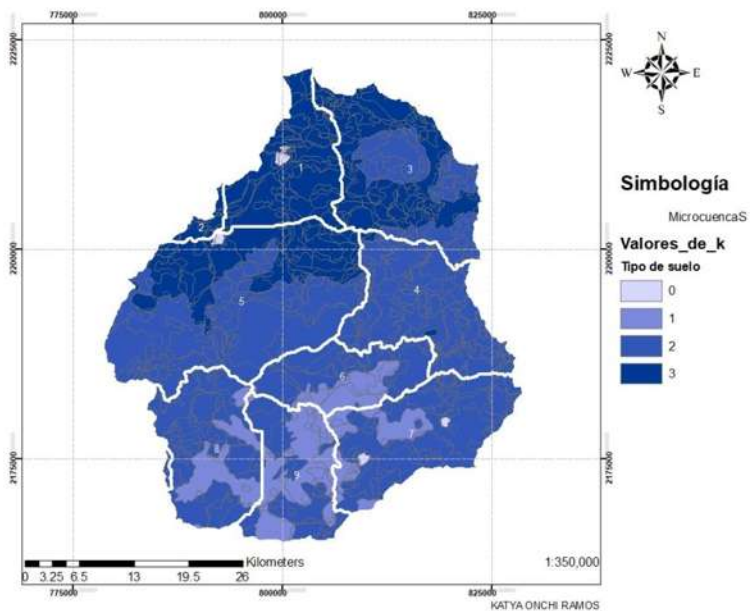 775000 800000 825000
2225000 2225000
N
W E
S
1
3
Simbología
2
MicrocuencaS
2200000 2200000
Valores_de_k
Tipo de suelo
4
0
5
1
2
3
6
7
8
9
2175000 2175000
Kilometers
0 3.25 6.5 13 19.5 26
1:350,000
775000 800000 825000
KATYA ONCHI RAMOS